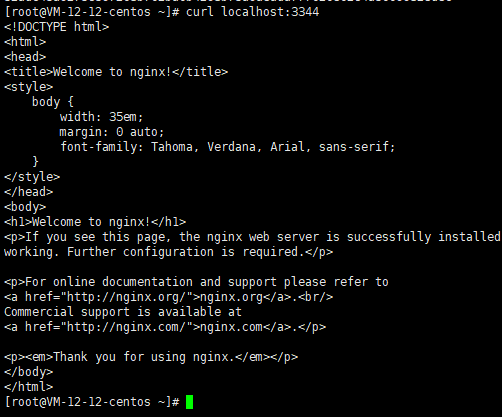 [root@VM-12-12-centos ~]# curl localhost:3344
<!DOCTYPE html>
<html>
<head>
<title>Welcome to nginx!</title>
<style>
    body {
        width: 35em;
        margin: 0 auto;
        font-family: Tahoma, Verdana, Arial, sans-serif;
    }
</style>
</head>
<body>
<h1>Welcome to nginx!</h1>
<p>If you see this page, the nginx web server is successfully installed
working. Further configuration is required.</p>

<p>For online documentation and support please refer to
<a href="http://nginx.org/">nginx.org</a>.<br/>
Commercial support is available at
<a href="http://nginx.com/">nginx.com</a>.</p>

<p><em>Thank you for using nginx.</em></p>
</body>
</html>
[root@VM-12-12-centos ~]#